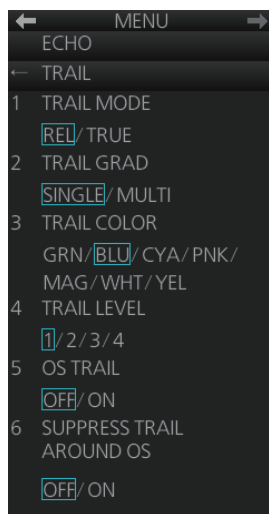 ← MENU →
ECHO
← TRAIL
1 TRAIL MODE
REL/TRUE
2 TRAIL GRAD
SINGLE/MULTI
3 TRAIL COLOR
GRN/BLU/CYA/PNK/
MAG/WHT/YEL
4 TRAIL LEVEL
1/2/3/4
5 OS TRAIL
OFF/ON
6 SUPPRESS TRAIL
AROUND OS
OFF/ON